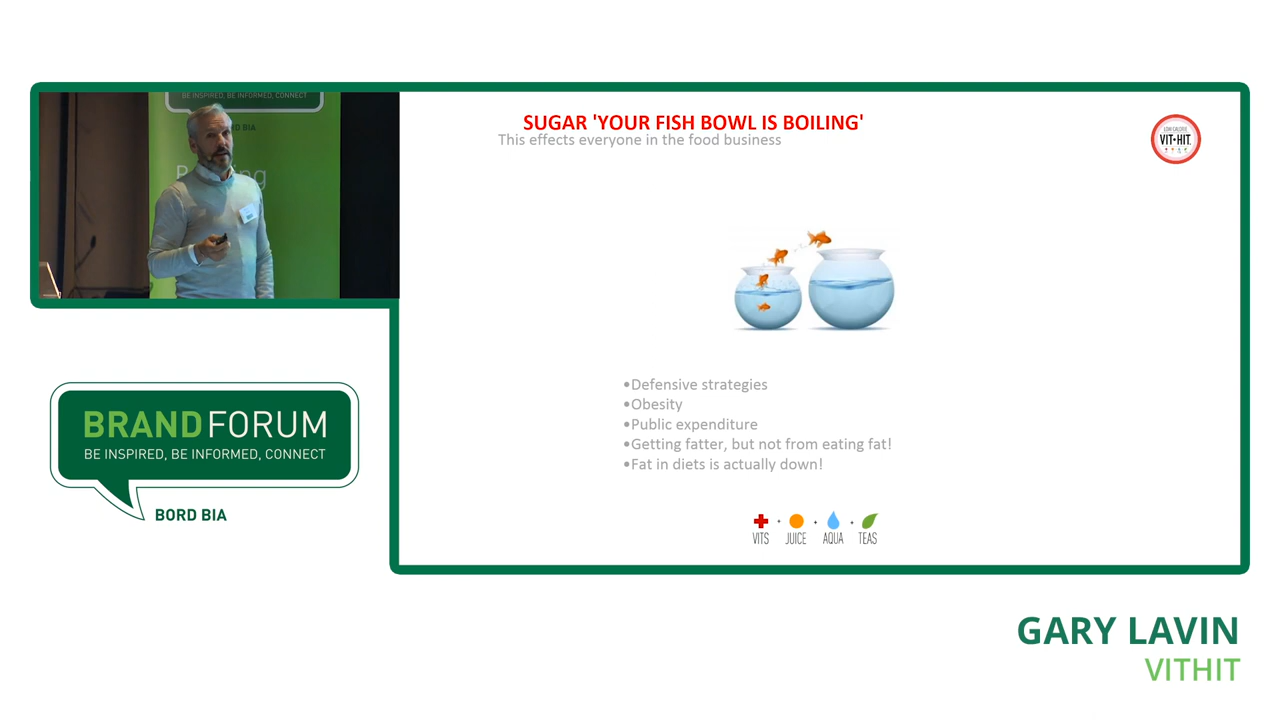 BE INSPIRED, BE INFORMED, CONNECT
BIA
SUGAR 'YOUR FISH BOWL IS BOILING'
This effects everyone in the food business
LOW CALORIE
VIT•HIT
•Defensive strategies
•Obesity
•Public expenditure
•Getting fatter, but not from eating fat!
•Fat in diets is actually down!
VITS
JUICE
AQUA
TEAS
BRANDFORUM
BE INSPIRED, BE INFORMED, CONNECT
BORD BIA
GARY LAVIN
VITHIT